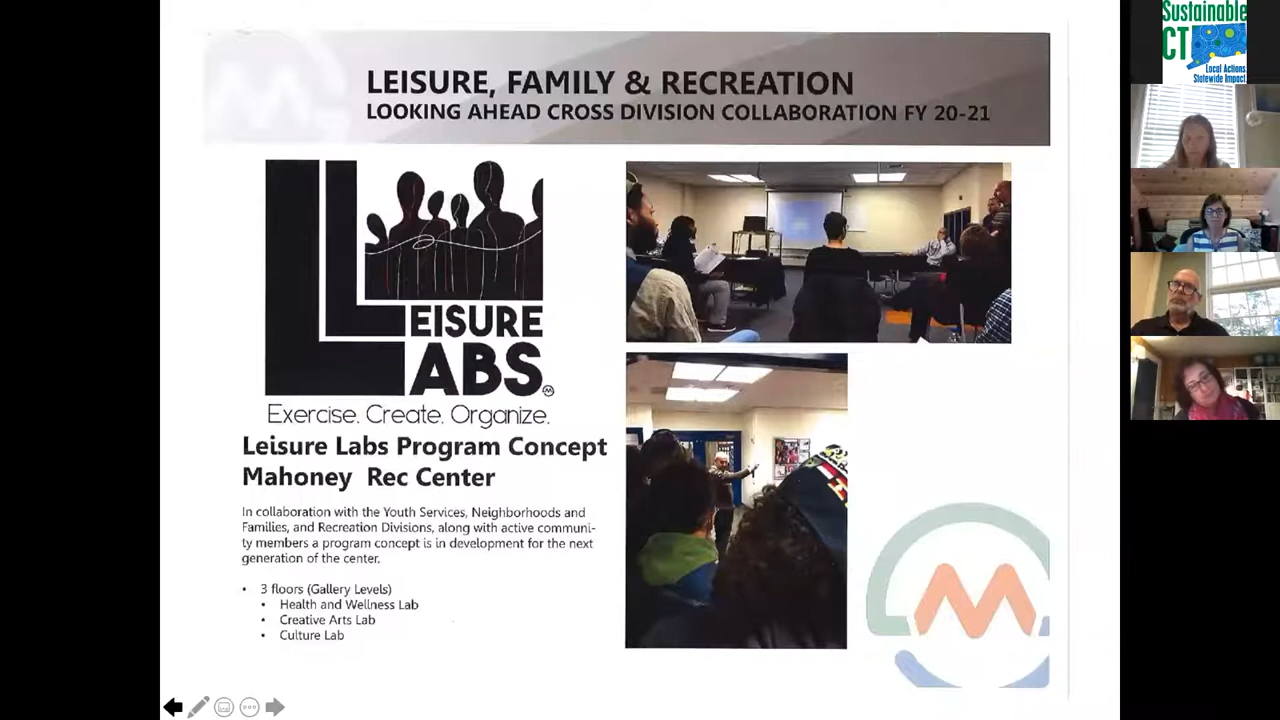 LEISURE, FAMILY & RECREATION
LOOKING AHEAD CROSS DIVISION COLLABORATION FY 20-21
LEISURE
LABS
Exercise. Create. Organize.
Leisure Labs Program Concept
Mahoney Rec Center
In collaboration with the Youth Services, Neighborhoods and
Families, and Recreation Divisions, along with active communi-
ty members a program concept is in development for the next
generation of the center.
• 3 floors (Gallery Levels)
• Health and Wellness Lab
• Creative Arts Lab
• Culture Lab
Sustainable
CT
Local Actions.
Statewide Impact.